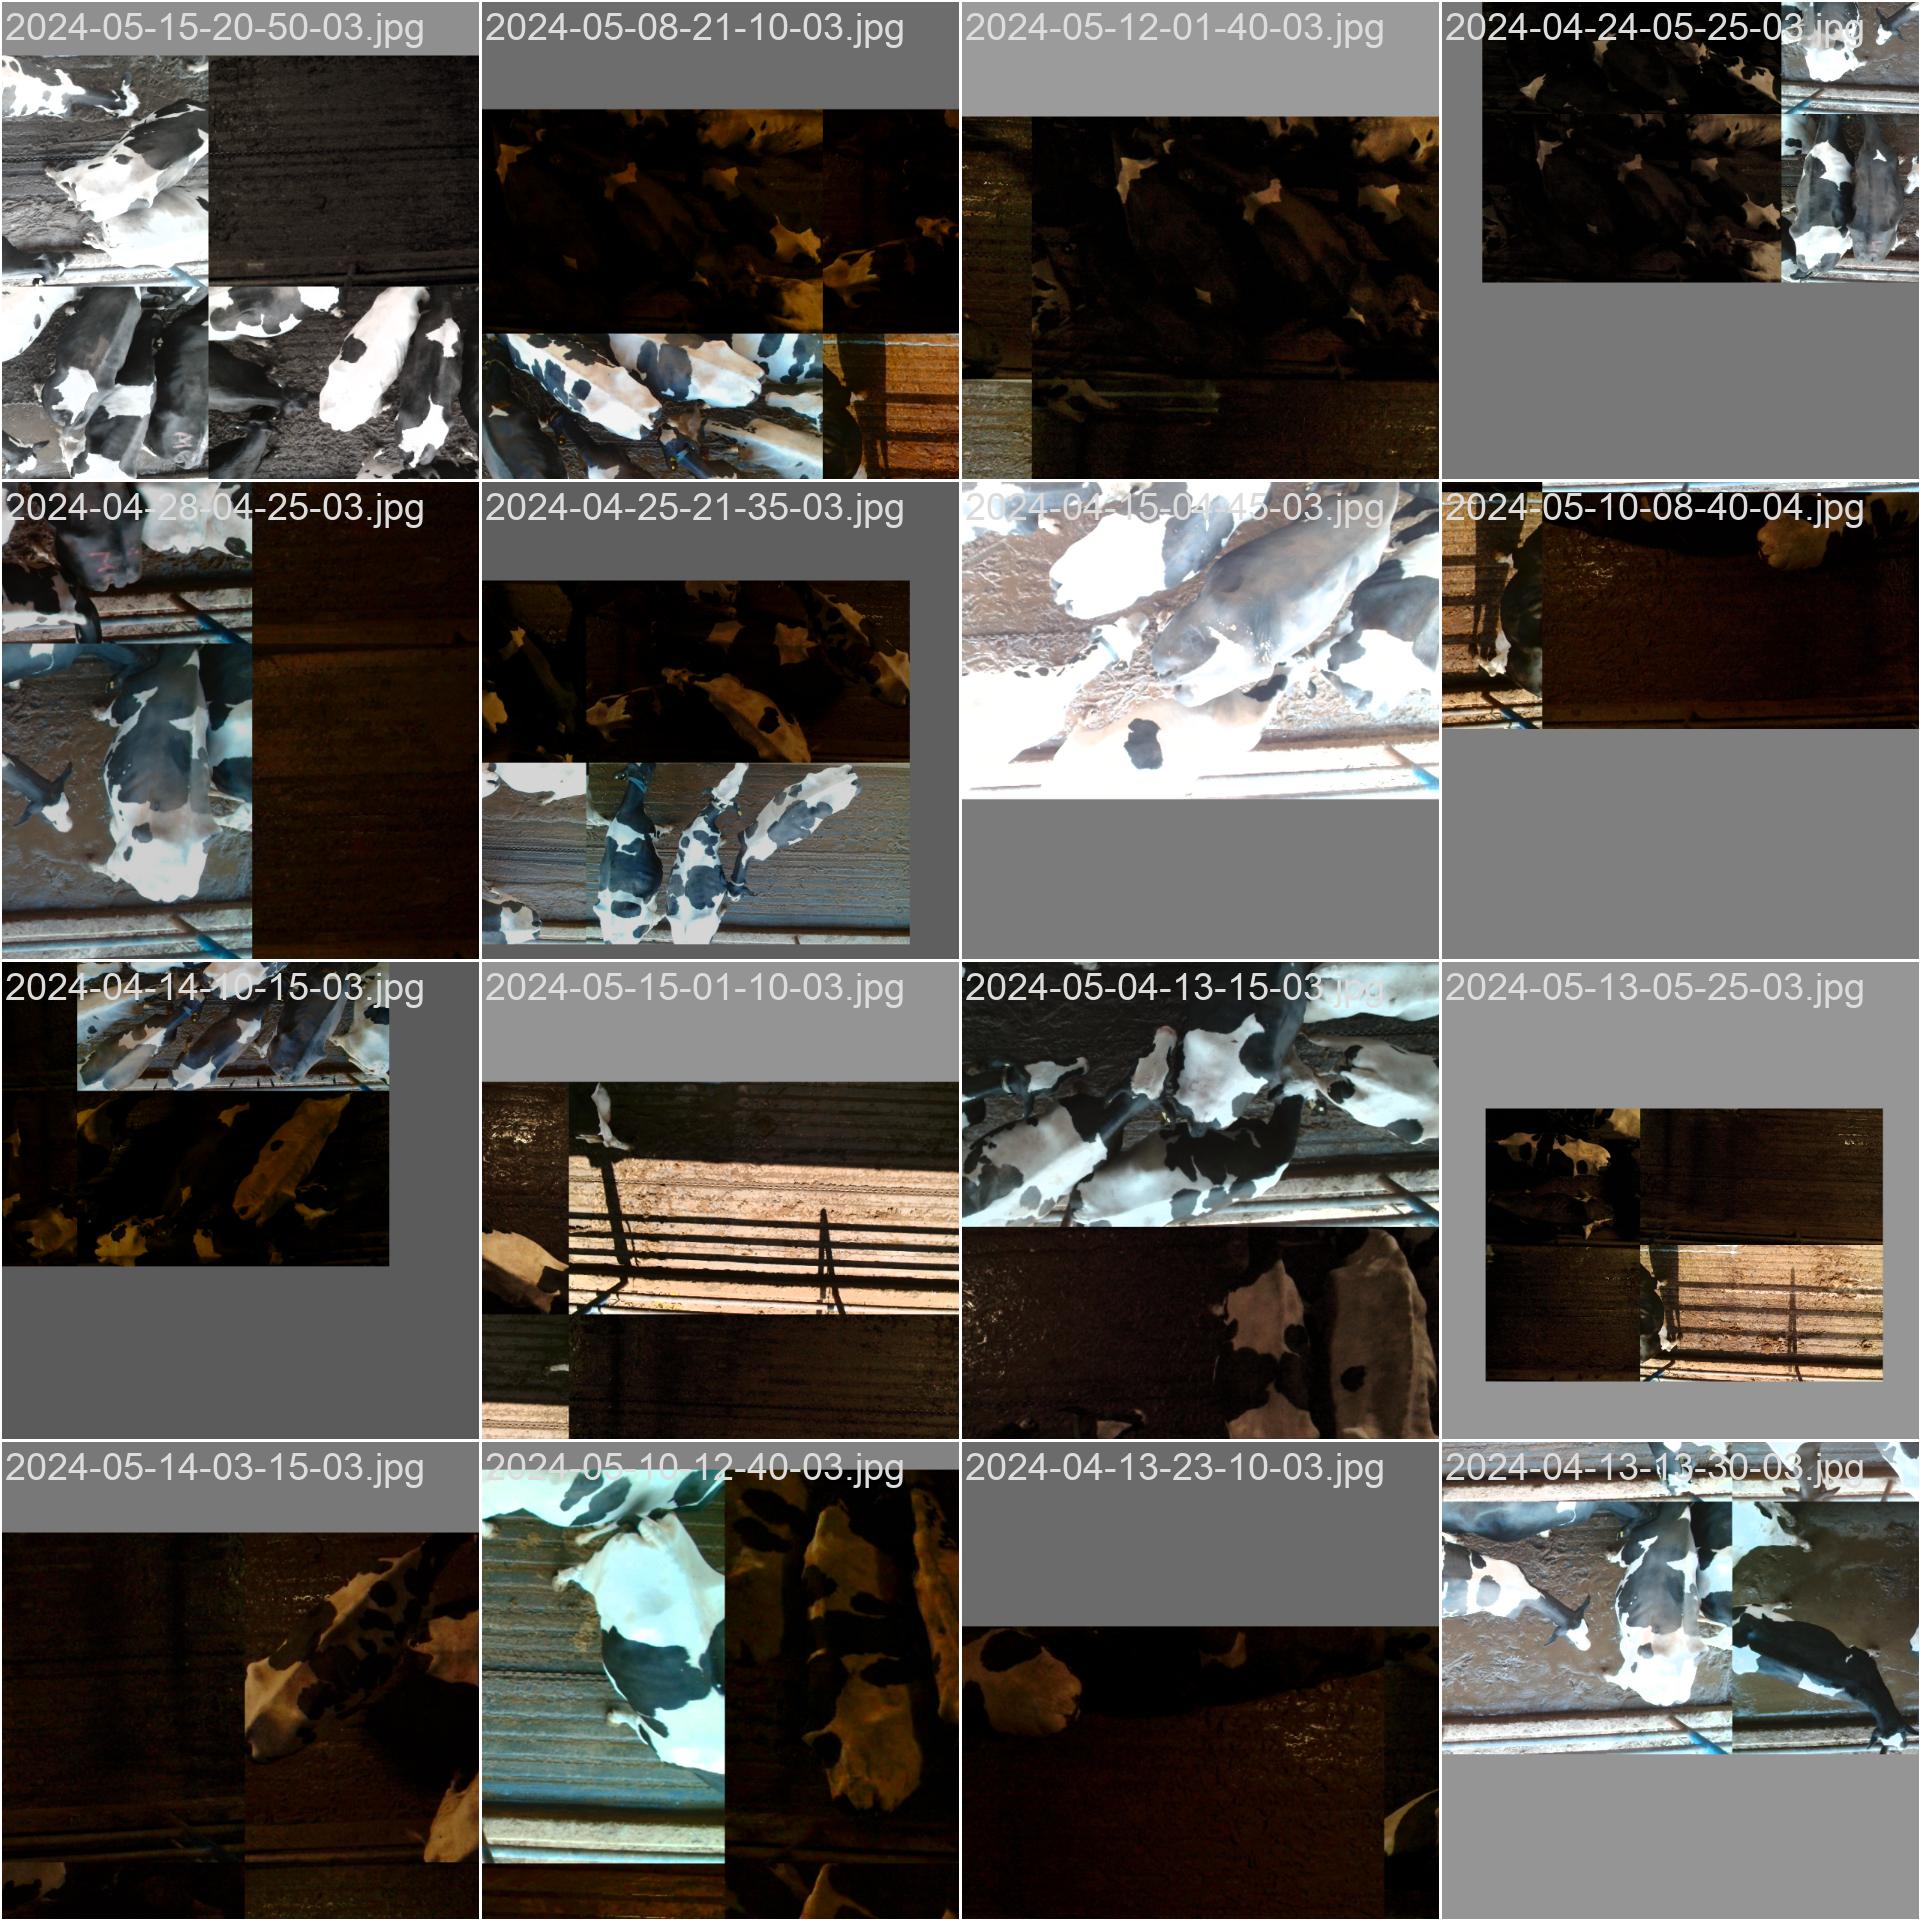 2024-05-15-20-50-03.jpg
2024-05-08-21-10-03.jpg
2024-05-12-01-40-03.jpg
2024-04-24-05-25-03.jpg
2024-04-28-04-25-03.jpg
2024-04-25-21-35-03.jpg
2024-04-15-04-45-03.jpg
2024-05-10-08-40-04.jpg
2024-04-14-10-15-03.jpg
2024-05-15-01-10-03.jpg
2024-05-04-13-15-03.jpg
2024-05-13-05-25-03.jpg
2024-05-14-03-15-03.jpg
2024-05-10-12-40-03.jpg
2024-04-13-23-10-03.jpg
2024-04-13-13-30-03.jpg